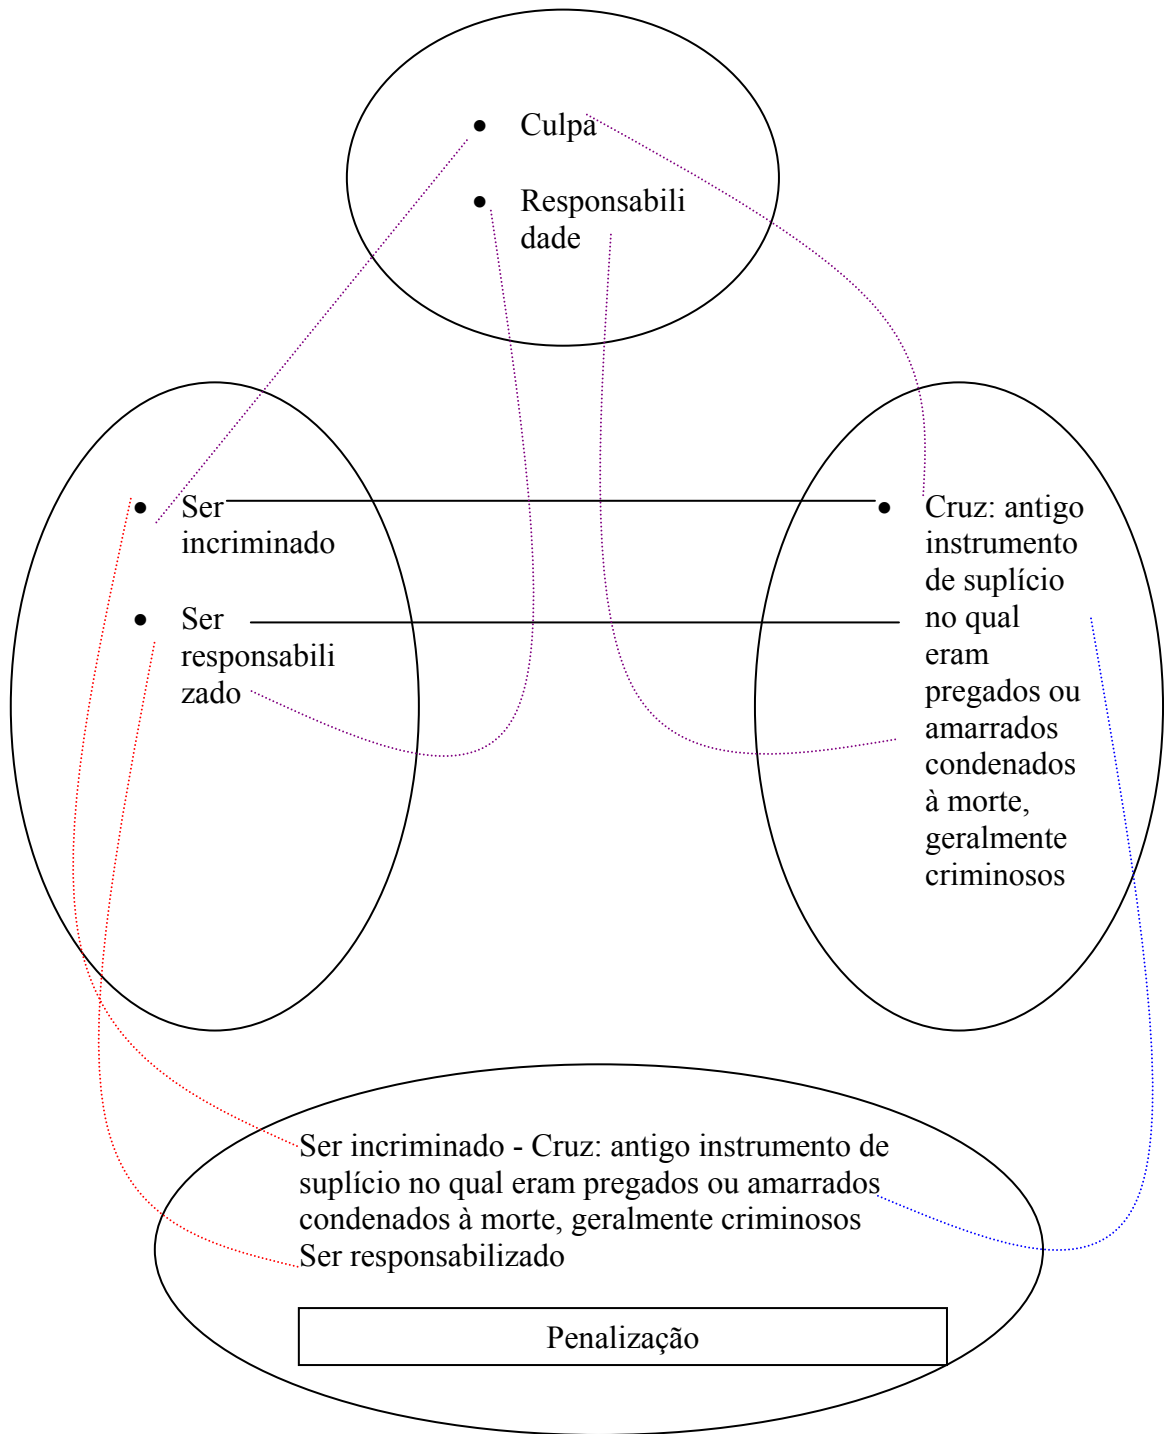 • Culpa
• Responsabili
dade
• Ser
incriminado
• Ser
responsabili
zado
• Cruz: antigo
instrumento
de suplício
no qual
eram
pregados ou
amarrados
condenados
à morte,
geralmente
criminosos
Ser incriminado - Cruz: antigo instrumento de
suplício no qual eram pregados ou amarrados
condenados à morte, geralmente criminosos
Ser responsabilizado
Penalização